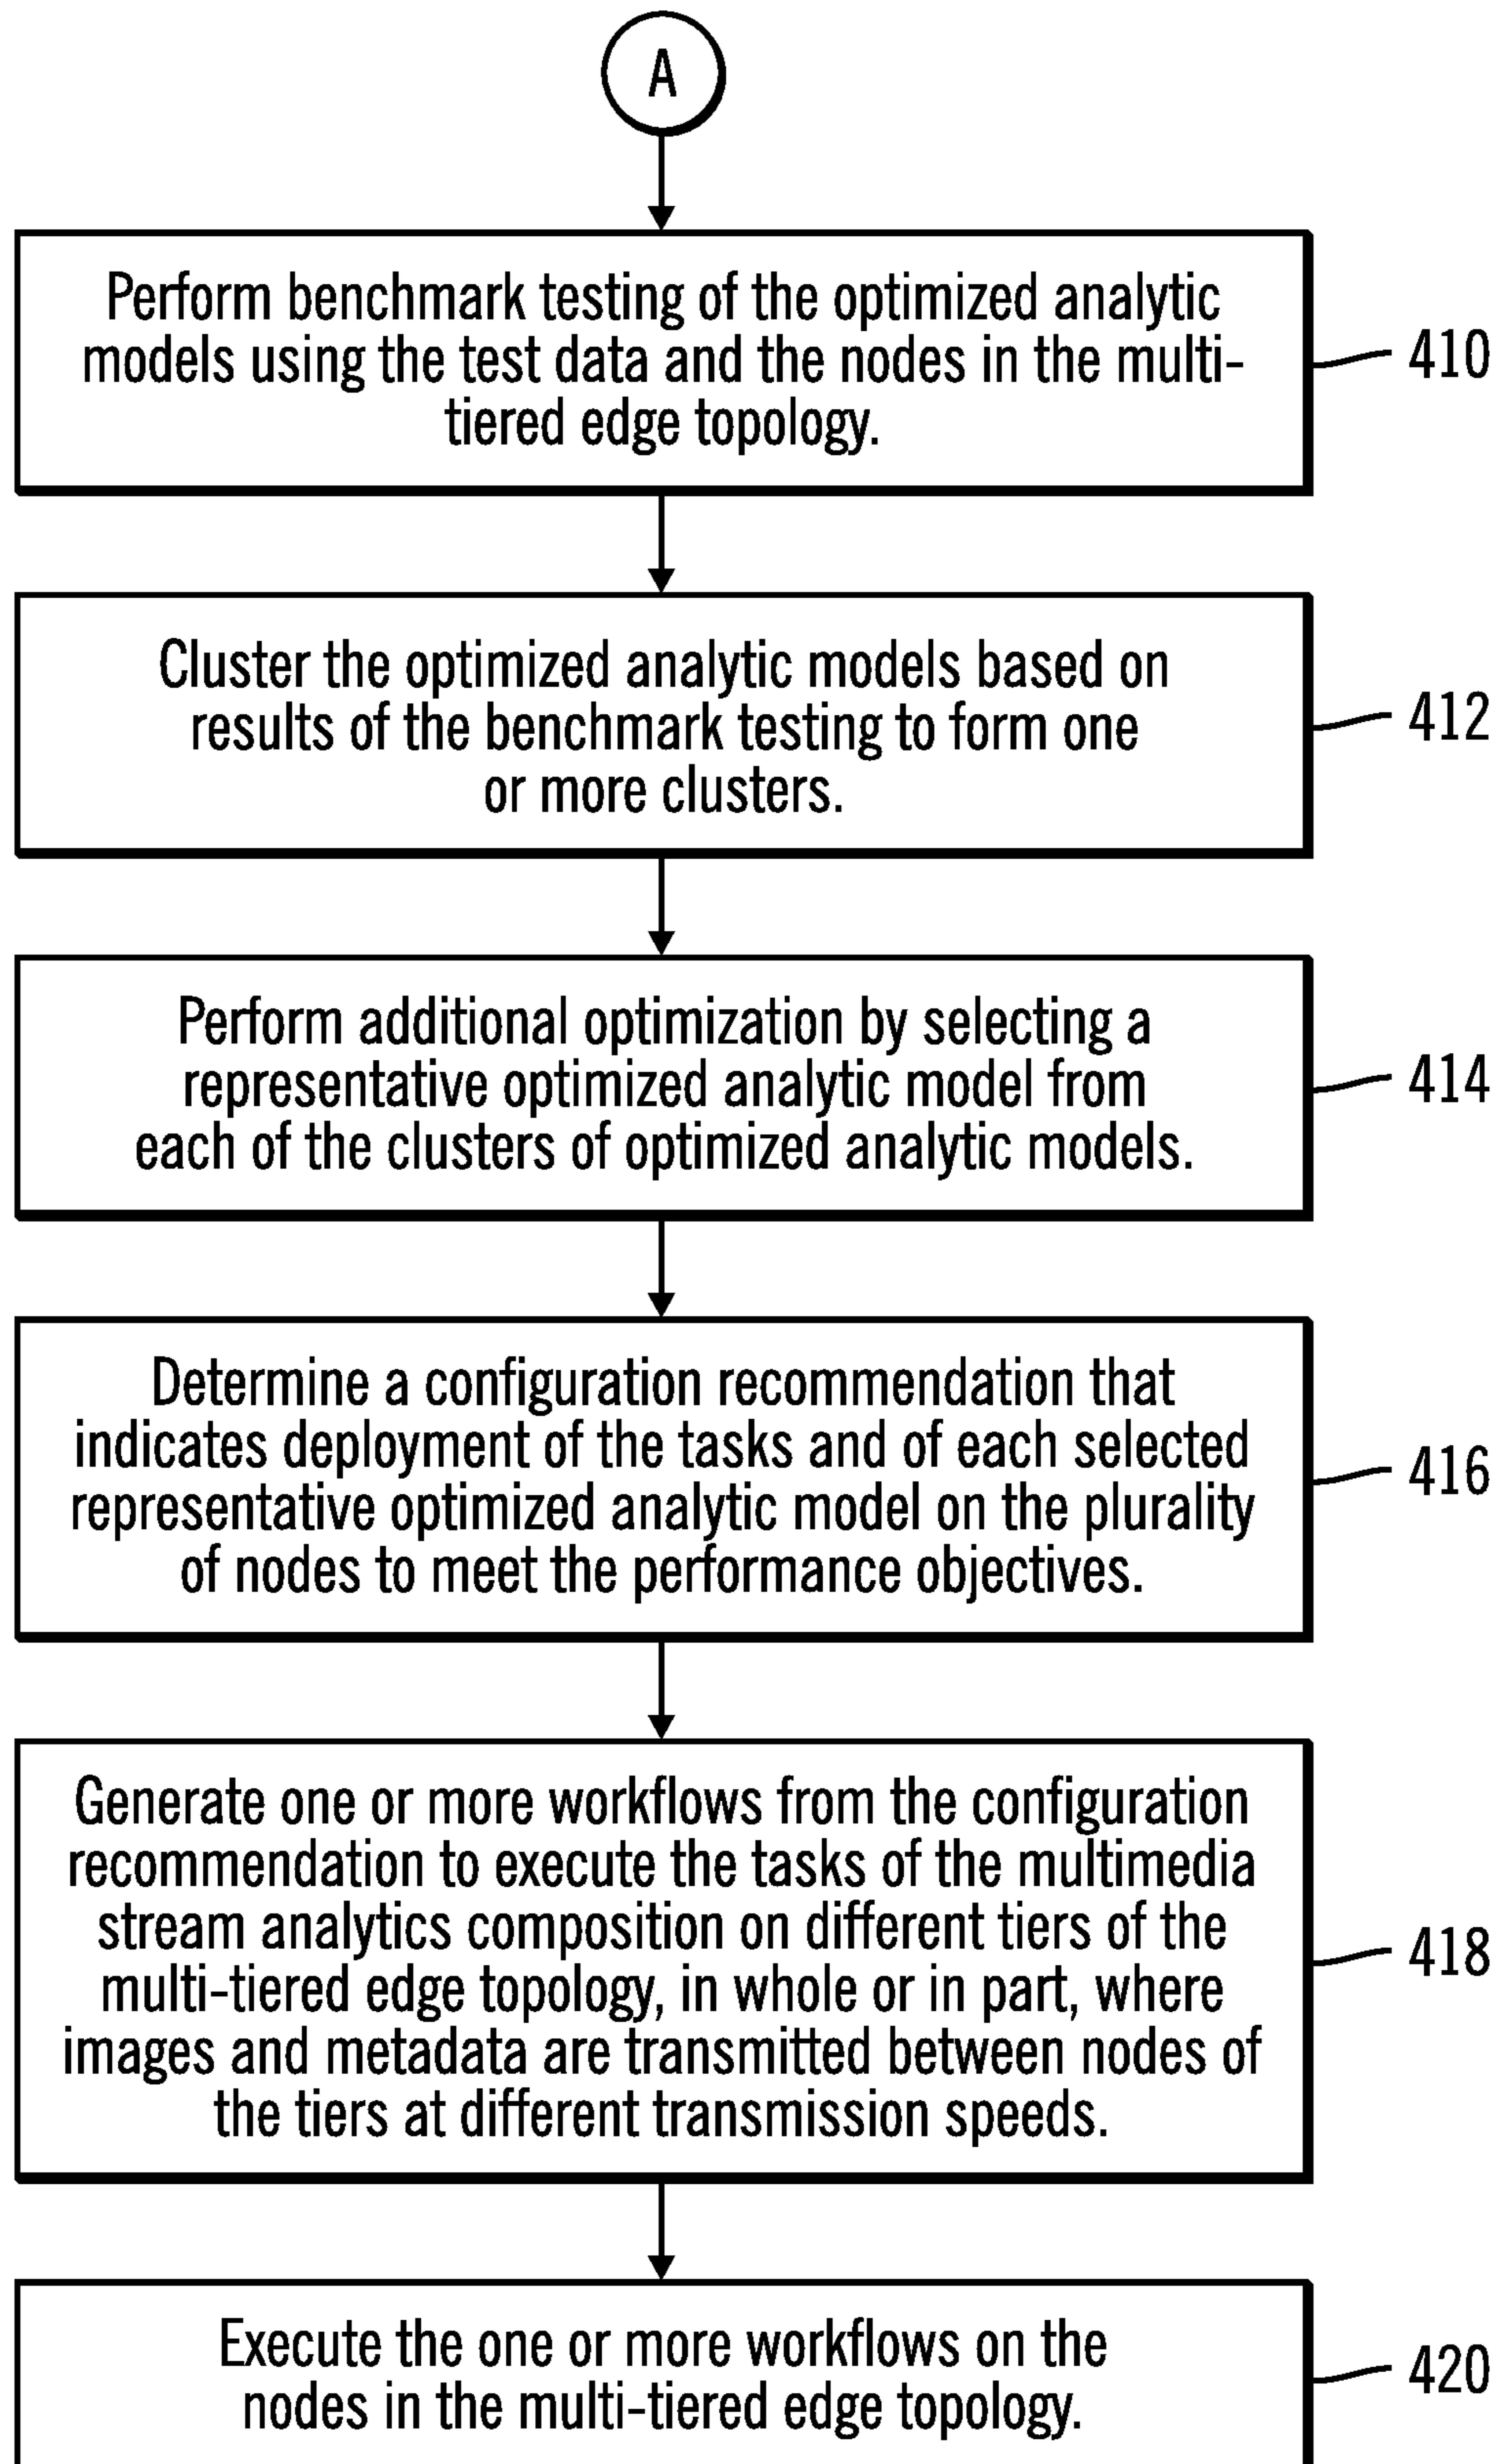 A
Perform benchmark testing of the optimized analytic
models using the test data and the nodes in the multi-
tiered edge topology.
410
Cluster the optimized analytic models based on
results of the benchmark testing to form one
or more clusters.
412
Perform additional optimization by selecting a
representative optimized analytic model from
each of the clusters of optimized analytic models.
414
Determine a configuration recommendation that
indicates deployment of the tasks and of each selected
representative optimized analytic model on the plurality
of nodes to meet the performance objectives.
416
Generate one or more workflows from the configuration
recommendation to execute the tasks of the multimedia
stream analytics composition on different tiers of the
multi-tiered edge topology, in whole or in part, where
images and metadata are transmitted between nodes of
the tiers at different transmission speeds.
418
Execute the one or more workflows on the
nodes in the multi-tiered edge topology.
420